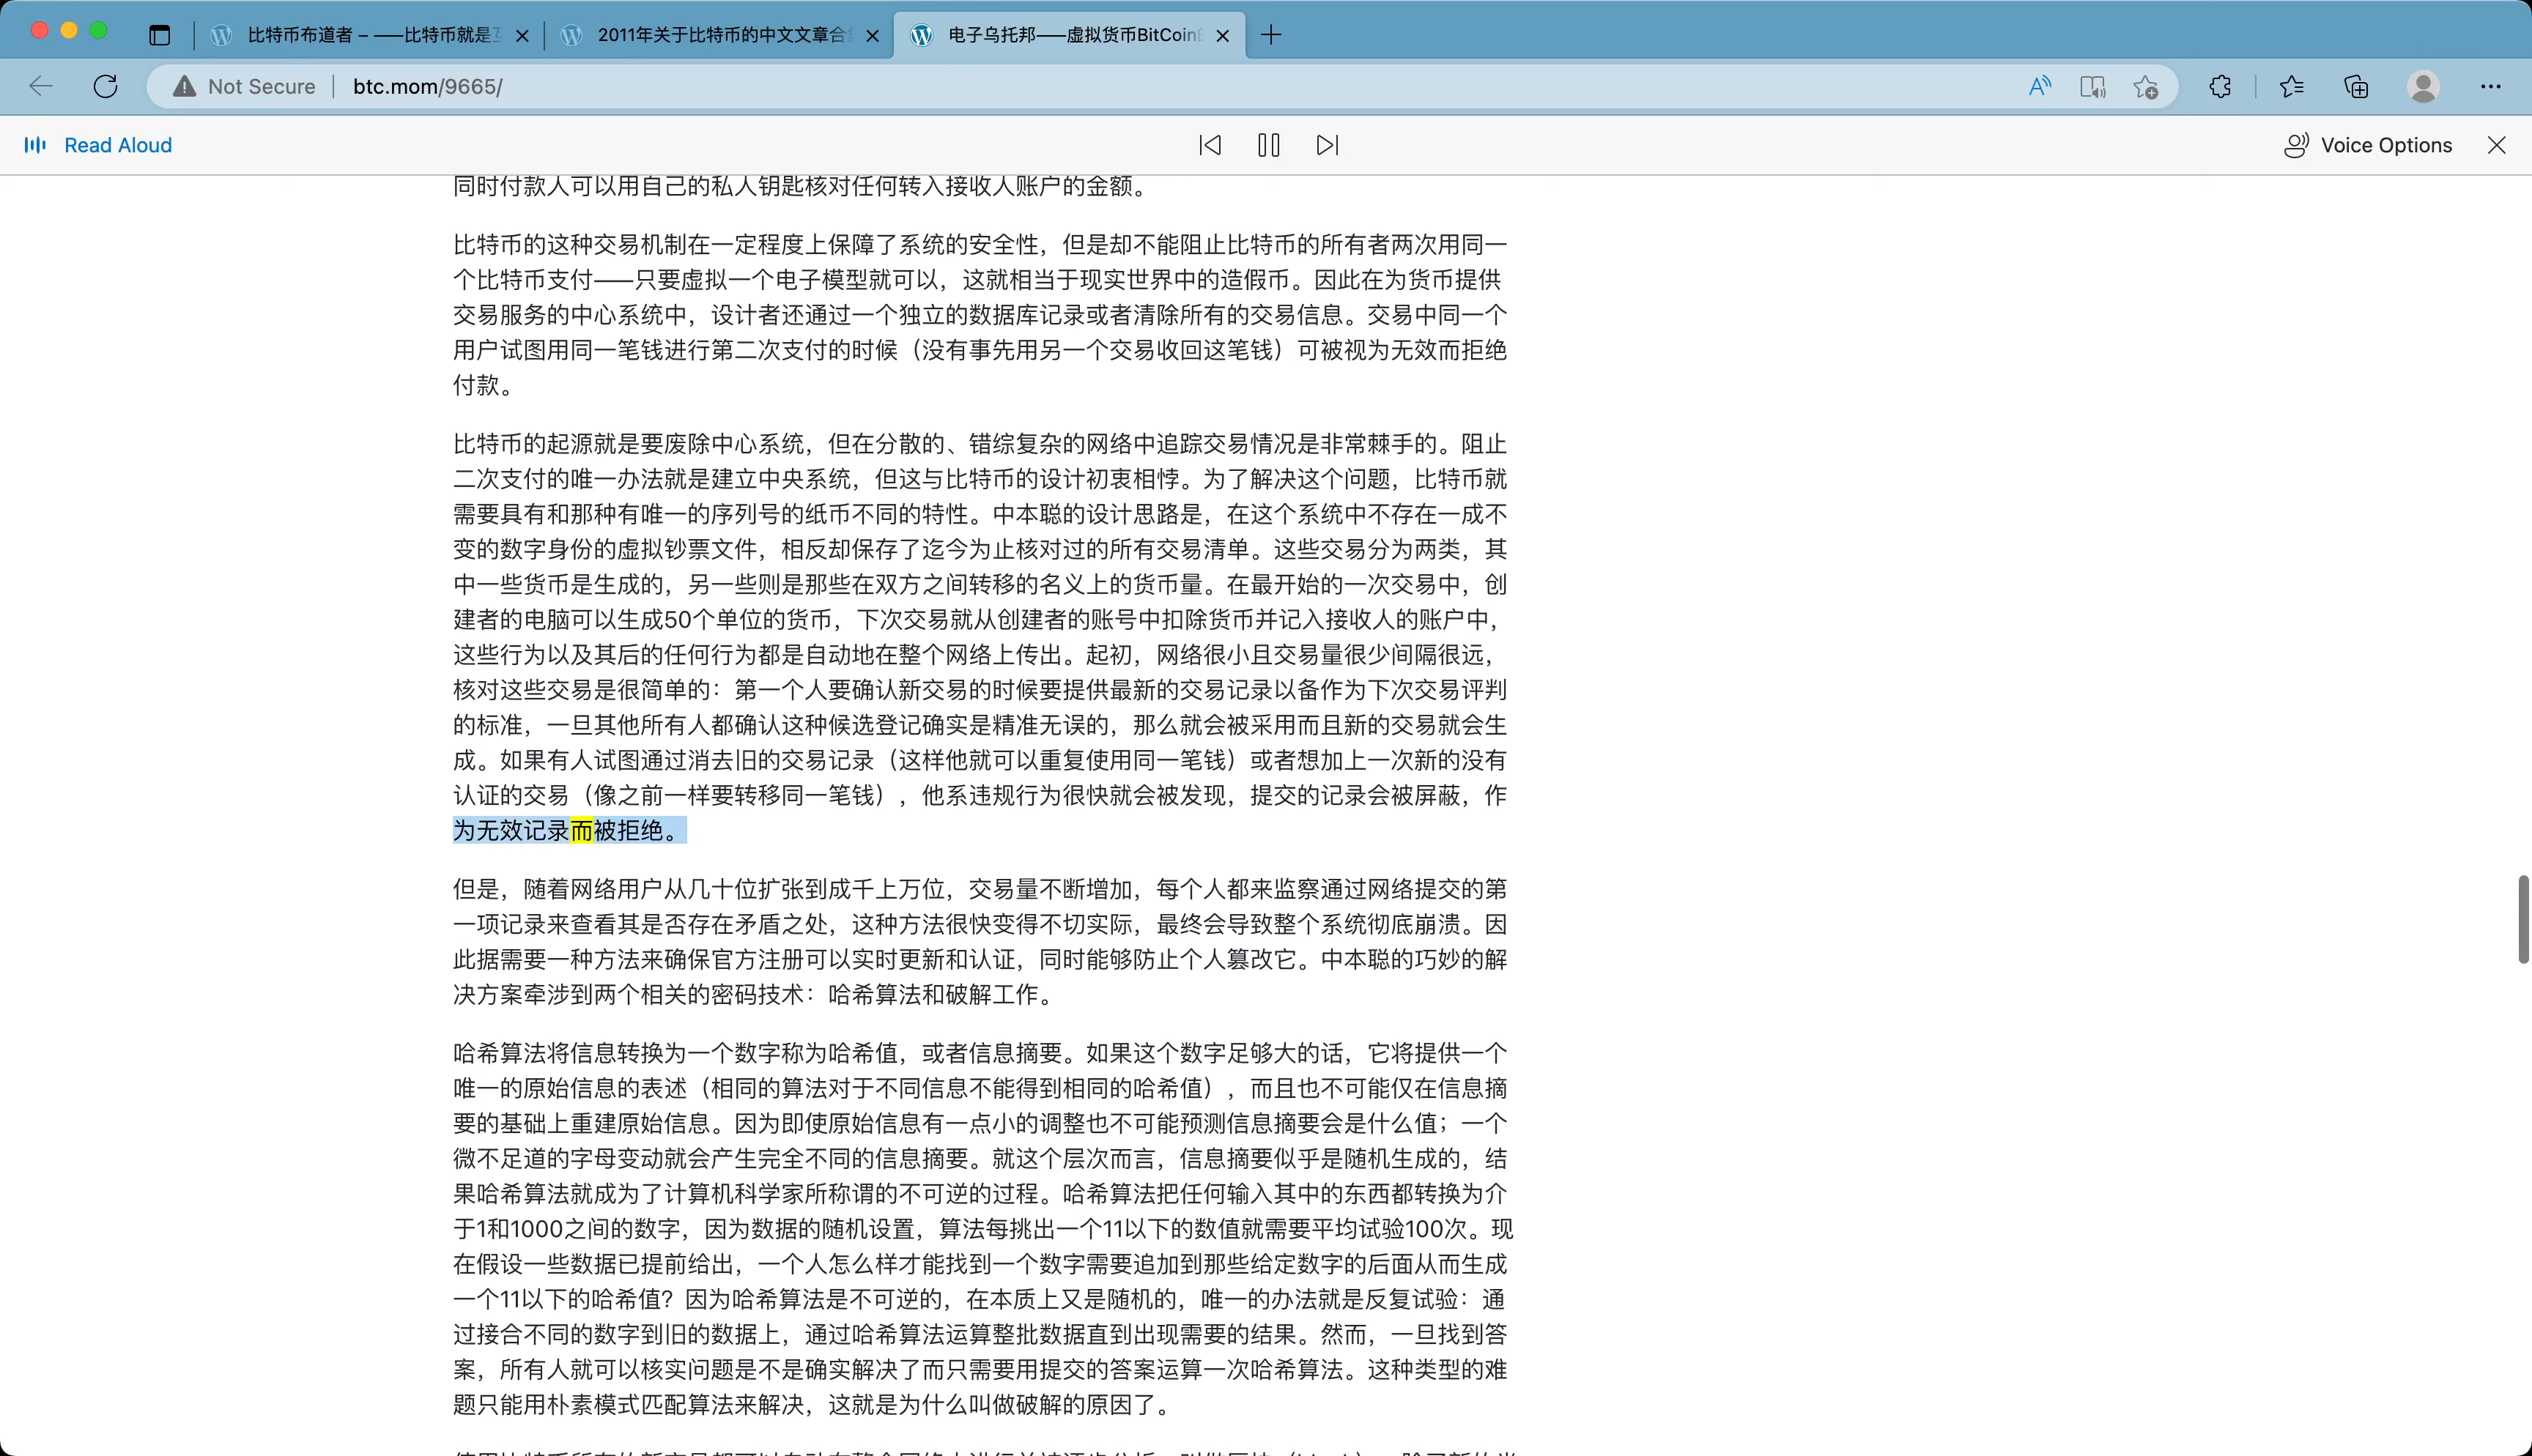 比特币布道者 – ——比特币就是互
2011年关于比特币的中文文章合集
电子乌托邦——虚拟货币BitCoin
Not Secure
btc.mom/9665/
Read Aloud
Voice Options
同时付款人可以用自己的私人钥匙核对任何转入接收人账户的金额。
比特币的这种交易机制在一定程度上保障了系统的安全性，但是却不能阻止比特币的所有者两次用同一
个比特币支付——只要虚拟一个电子模型就可以，这就相当于现实世界中的造假币。因此在为货币提供
交易服务的中心系统中，设计者还通过一个独立的数据库记录或者清除所有的交易信息。交易中同一个
用户试图用同一笔钱进行第二次支付的时候（没有事先用另一个交易收回这笔钱）可被视为无效而拒绝
付款。
比特币的起源就是要废除中心系统，但在分散的、错综复杂的网络中追踪交易情况是非常棘手的。阻止
二次支付的唯一办法就是建立中央系统，但这与比特币的设计初衷相悖。为了解决这个问题，比特币就
需要具有和那种有唯一的序列号的纸币不同的特性。中本聪的设计思路是，在这个系统中不存在一成不
变的数字身份的虚拟钞票文件，相反却保存了迄今为止核对过的所有交易清单。这些交易分为两类，其
中一些货币是生成的，另一些则是那些在双方之间转移的名义上的货币量。在最开始的一次交易中，创
建者的电脑可以生成50个单位的货币，下次交易就从创建者的账号中扣除货币并记入接收人的账户中，
这些行为以及其后的任何行为都是自动地在整个网络上传出。起初，网络很小且交易量很少间隔很远，
核对这些交易是很简单的：第一个人要确认新交易的时候要提供最新的交易记录以备作为下次交易评判
的标准，一旦其他所有人都确认这种候选登记确实是精准无误的，那么就会被采用而且新的交易就会生
成。如果有人试图通过消去旧的交易记录（这样他就可以重复使用同一笔钱）或者想加上一次新的没有
认证的交易（像之前一样要转移同一笔钱），他系违规行为很快就会被发现，提交的记录会被屏蔽，作
为无效记录而被拒绝。
但是，随着网络用户从几十位扩张到成千上万位，交易量不断增加，每个人都来监察通过网络提交的第
一项记录来查看其是否存在矛盾之处，这种方法很快变得不切实际，最终会导致整个系统彻底崩溃。因
此据需要一种方法来确保官方注册可以实时更新和认证，同时能够防止个人篡改它。中本聪的巧妙的解
决方案牵涉到两个相关的密码技术：哈希算法和破解工作。
哈希算法将信息转换为一个数字称为哈希值，或者信息摘要。如果这个数字足够大的话，它将提供一个
唯一的原始信息的表述（相同的算法对于不同信息不能得到相同的哈希值），而且也不可能仅在信息摘
要的基础上重建原始信息。因为即使原始信息有一点小的调整也不可能预测信息摘要会是什么值；一个
微不足道的字母变动就会产生完全不同的信息摘要。就这个层次而言，信息摘要似乎是随机生成的，结
果哈希算法就成为了计算机科学家所称谓的不可逆的过程。哈希算法把任何输入其中的东西都转换为介
于1和1000之间的数字，因为数据的随机设置，算法每挑出一个11以下的数值就需要平均试验100次。现
在假设一些数据已提前给出，一个人怎么样才能找到一个数字需要追加到那些给定数字的后面从而生成
一个11以下的哈希值？因为哈希算法是不可逆的，在本质上又是随机的，唯一的办法就是反复试验：通
过接合不同的数字到旧的数据上，通过哈希算法运算整批数据直到出现需要的结果。然而，一旦找到答
案，所有人就可以核实问题是不是确实解决了而只需要用提交的答案运算一次哈希算法。这种类型的难
题只能用朴素模式匹配算法来解决，这就是为什么叫做破解的原因了。